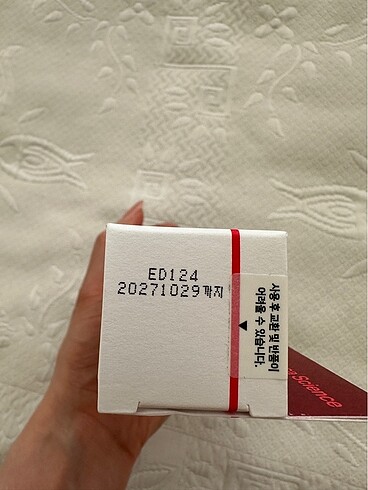 ED124
20271029까지
사용 후 교환 및 반품이
어려울 수 있습니다.
Science